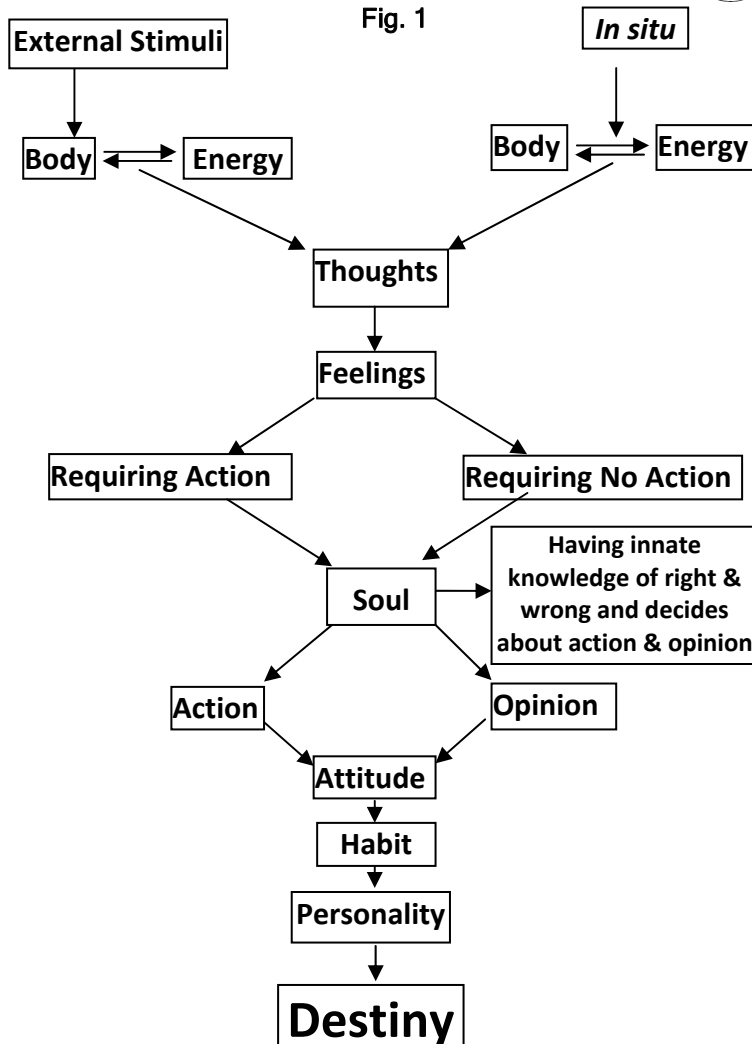 Fig. 1
External Stimuli
In situ
Body
Energy
Body
Energy
Thoughts
Feelings
Requiring Action
Requiring No Action
Having innate
knowledge of right &
wrong and decides
about action & opinion
Soul
Action
Opinion
Attitude
Habit
Personality
Destiny